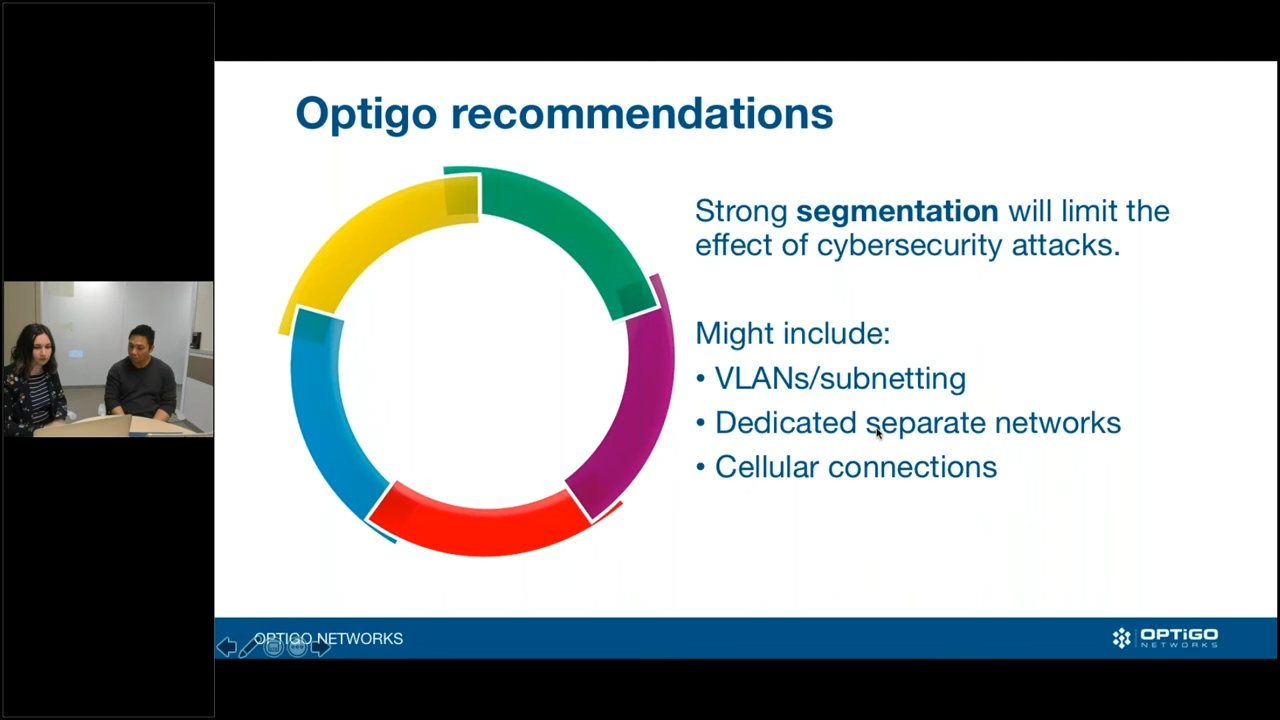 Optigo recommendations
Strong segmentation will limit the
effect of cybersecurity attacks.
Might include:
• VLANs/subnetting
• Dedicated separate networks
• Cellular connections
OPTIGO NETWORKS
OPTiGO
NETWORKS